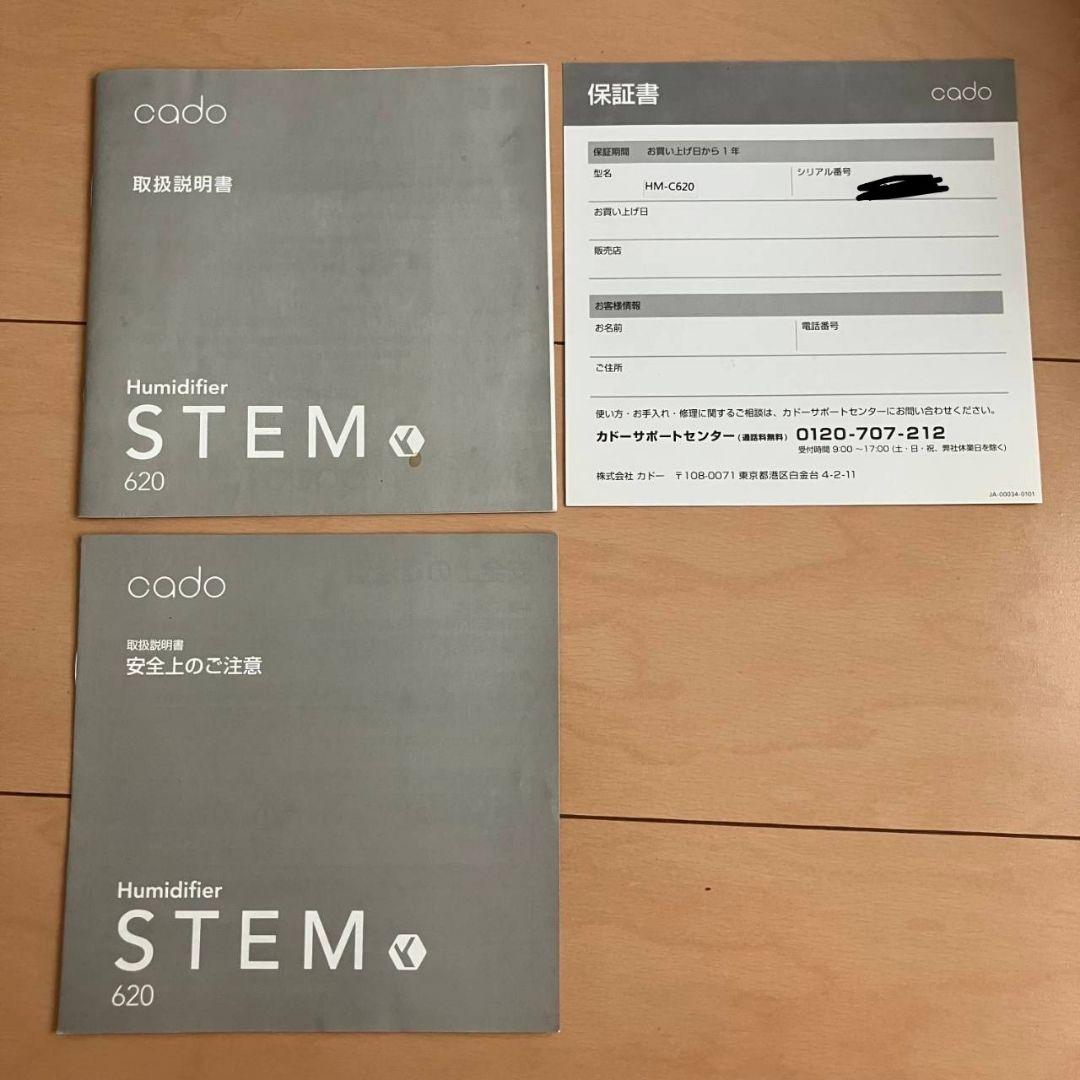 cado
取扱説明書
Humidifier
STEM
620
保証書 cado
保証期間 お買い上げ日から1年
型名 HM-C620 シリアル番号
お買い上げ日
販売店
お客様情報
お名前 電話番号
ご住所
使い方・お手入れ・修理に関するご相談は、カドーサポートセンターにお問い合わせください。
カドーサポートセンター(通話料無料) 0120-707-212
受付時間 9:00〜17:00 (土・日・祝、弊社休業日を除く)
株式会社 カドー 〒108-0071 東京都港区白金台 4-2-11
JA-00034-0101
cado
取扱説明書
安全上のご注意
Humidifier
STEM
620